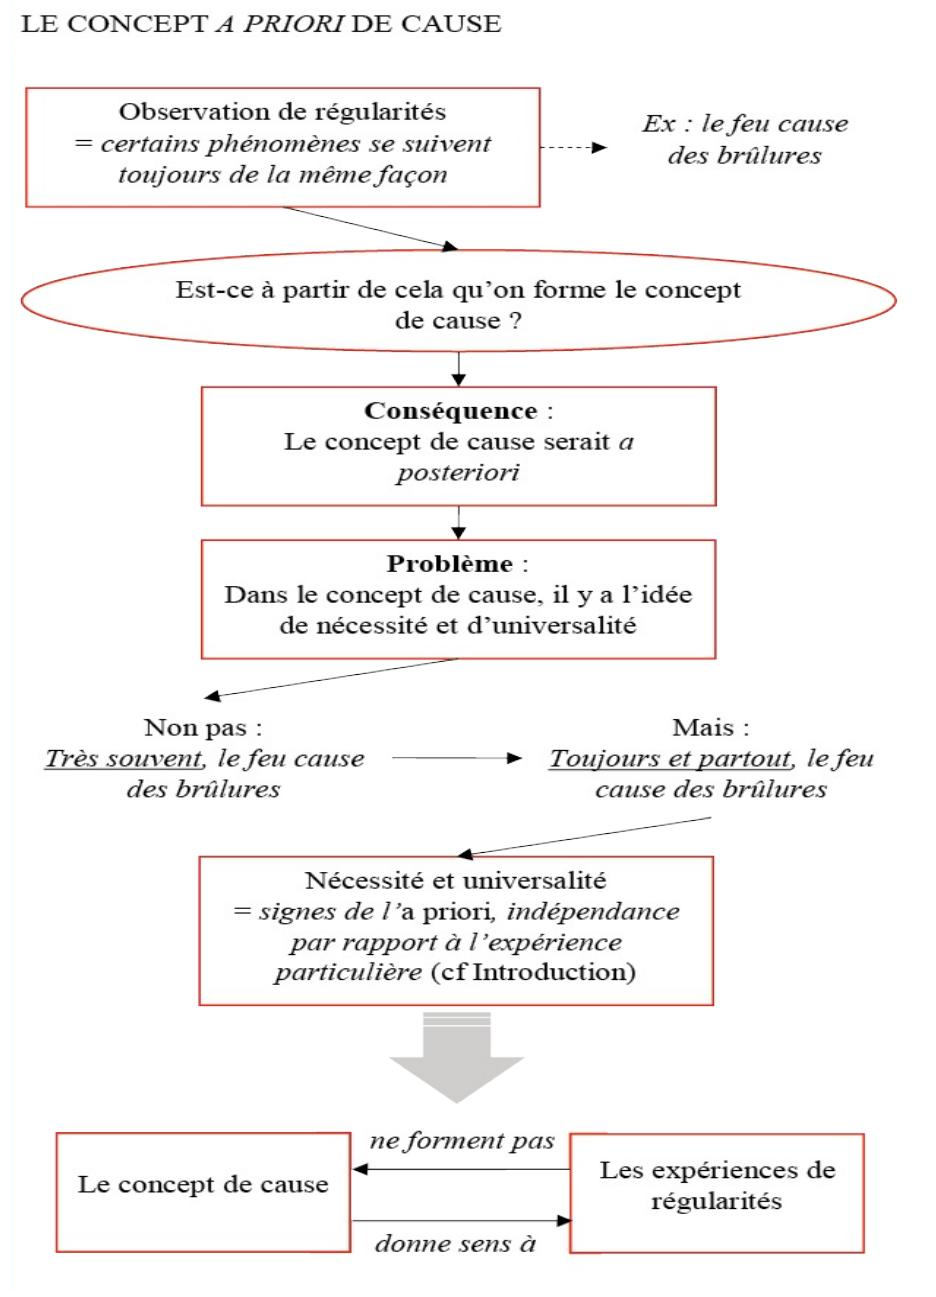 LE CONCEPT A PRIORI DE CAUSE
Observation de régularités
= certains phénomènes se suivent
toujours de la même façon
Ex : le feu cause
des brûlures
Est-ce à partir de cela qu’on forme le concept
de cause ?
Conséquence :
Le concept de cause serait a
posteriori
Problème :
Dans le concept de cause, il y a l’idée
de nécessité et d’universalité
Non pas :
Très souvent, le feu cause
des brûlures
Mais :
Toujours et partout, le feu
cause des brûlures
Nécessité et universalité
= signes de l’a priori, indépendance
par rapport à l’expérience
particulière (cf Introduction)
ne forment pas
Le concept de cause
Les expériences de
régularités
donne sens à